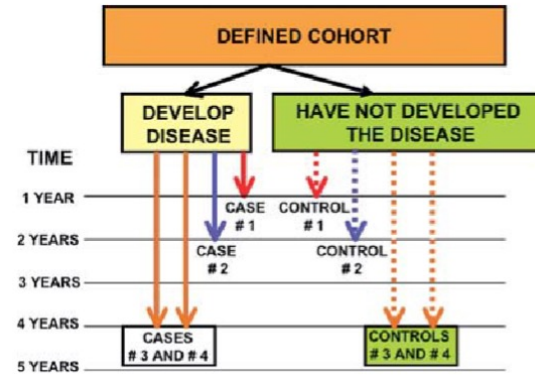 DEFINED COHORT
DEVELOP
DISEASE
HAVE NOT DEVELOPED
THE DISEASE
TIME
1 YEAR
CASE
# 1
CONTROL
# 1
2 YEARS
CASE
# 2
CONTROL
# 2
3 YEARS
4 YEARS
CASES
# 3 AND # 4
CONTROLS
# 3 AND # 4
5 YEARS